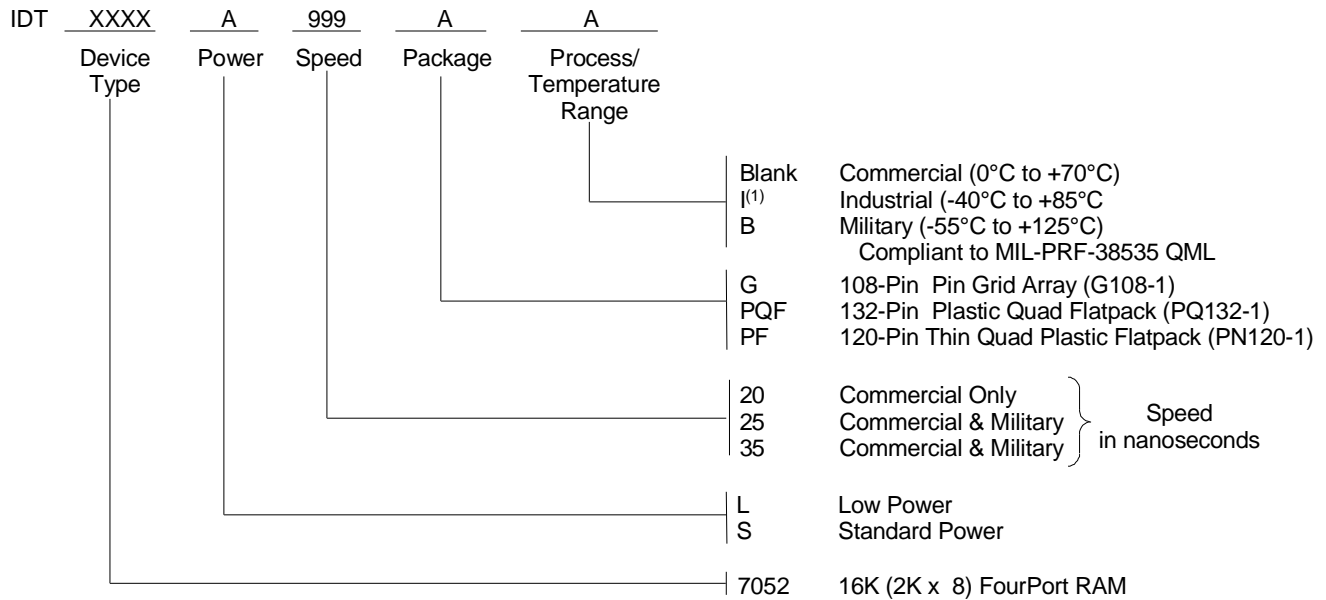 IDT XXXX A 999 A A
Device Type Power Speed Package Process/ Temperature Range
Blank Commercial (0°C to +70°C)
I(1) Industrial (-40°C to +85°C
B Military (-55°C to +125°C)
Compliant to MIL-PRF-38535 QML
G 108-Pin Pin Grid Array (G108-1)
PQF 132-Pin Plastic Quad Flatpack (PQ132-1)
PF 120-Pin Thin Quad Plastic Flatpack (PN120-1)
20 Commercial Only
25 Commercial & Military
35 Commercial & Military
Speed
in nanoseconds
L Low Power
S Standard Power
7052 16K (2K x 8) FourPort RAM